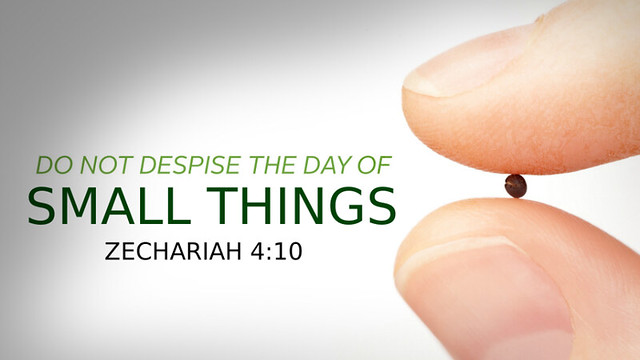 DO NOT DESPISE THE DAY OF
SMALL THINGS
ZECHARIAH 4:10